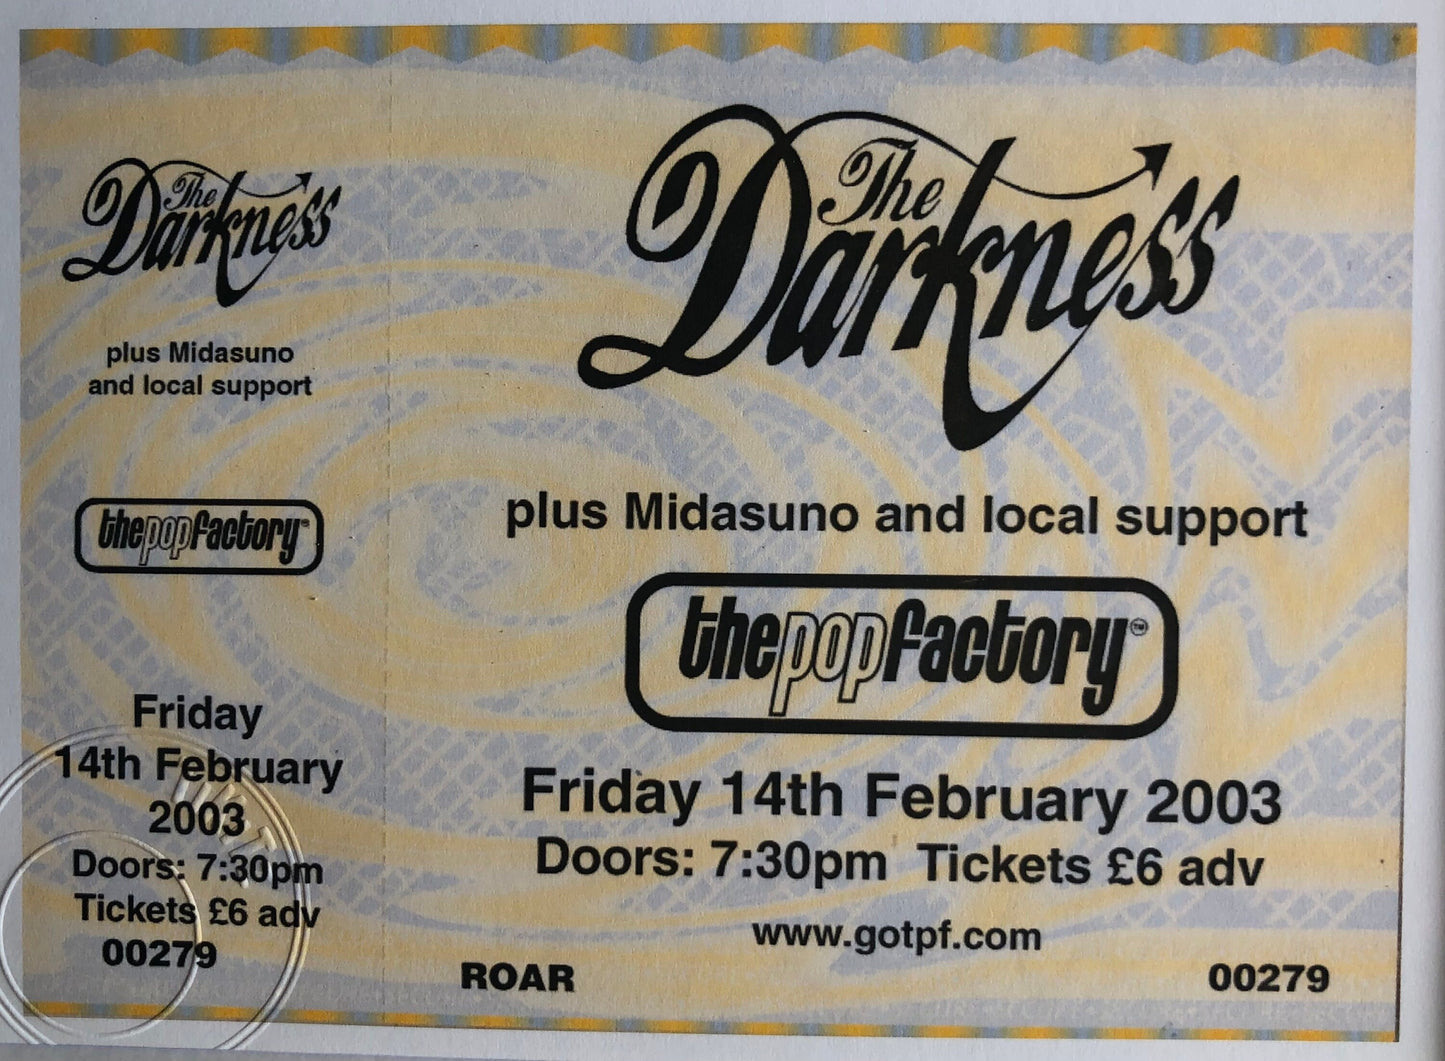 The
Darkness
plus Midasuno
and local support
thepopfactory
Friday
14th February
2003
Doors: 7:30pm
Tickets £6 adv
00279
The
Darkness
plus Midasuno and local support
thepopfactory™
Friday 14th February 2003
Doors: 7:30pm Tickets £6 adv
www.gotpf.com
ROAR
00279